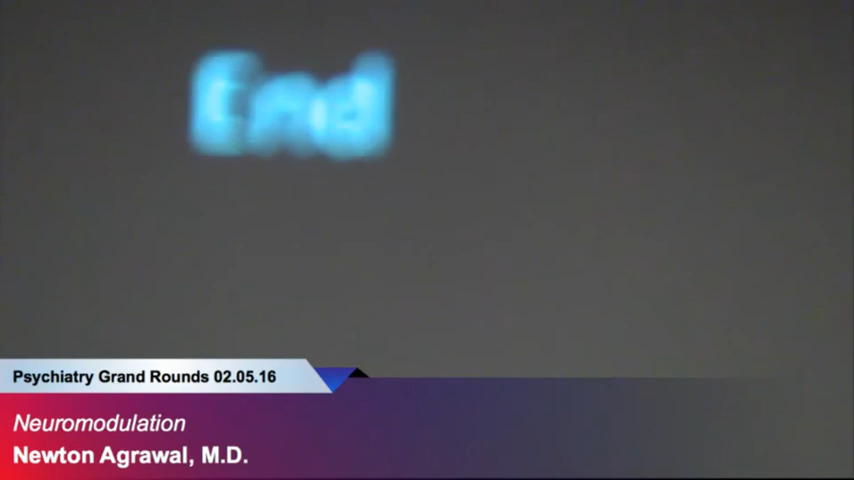 End
Psychiatry Grand Rounds 02.05.16
Neuromodulation
Newton Agrawal, M.D.